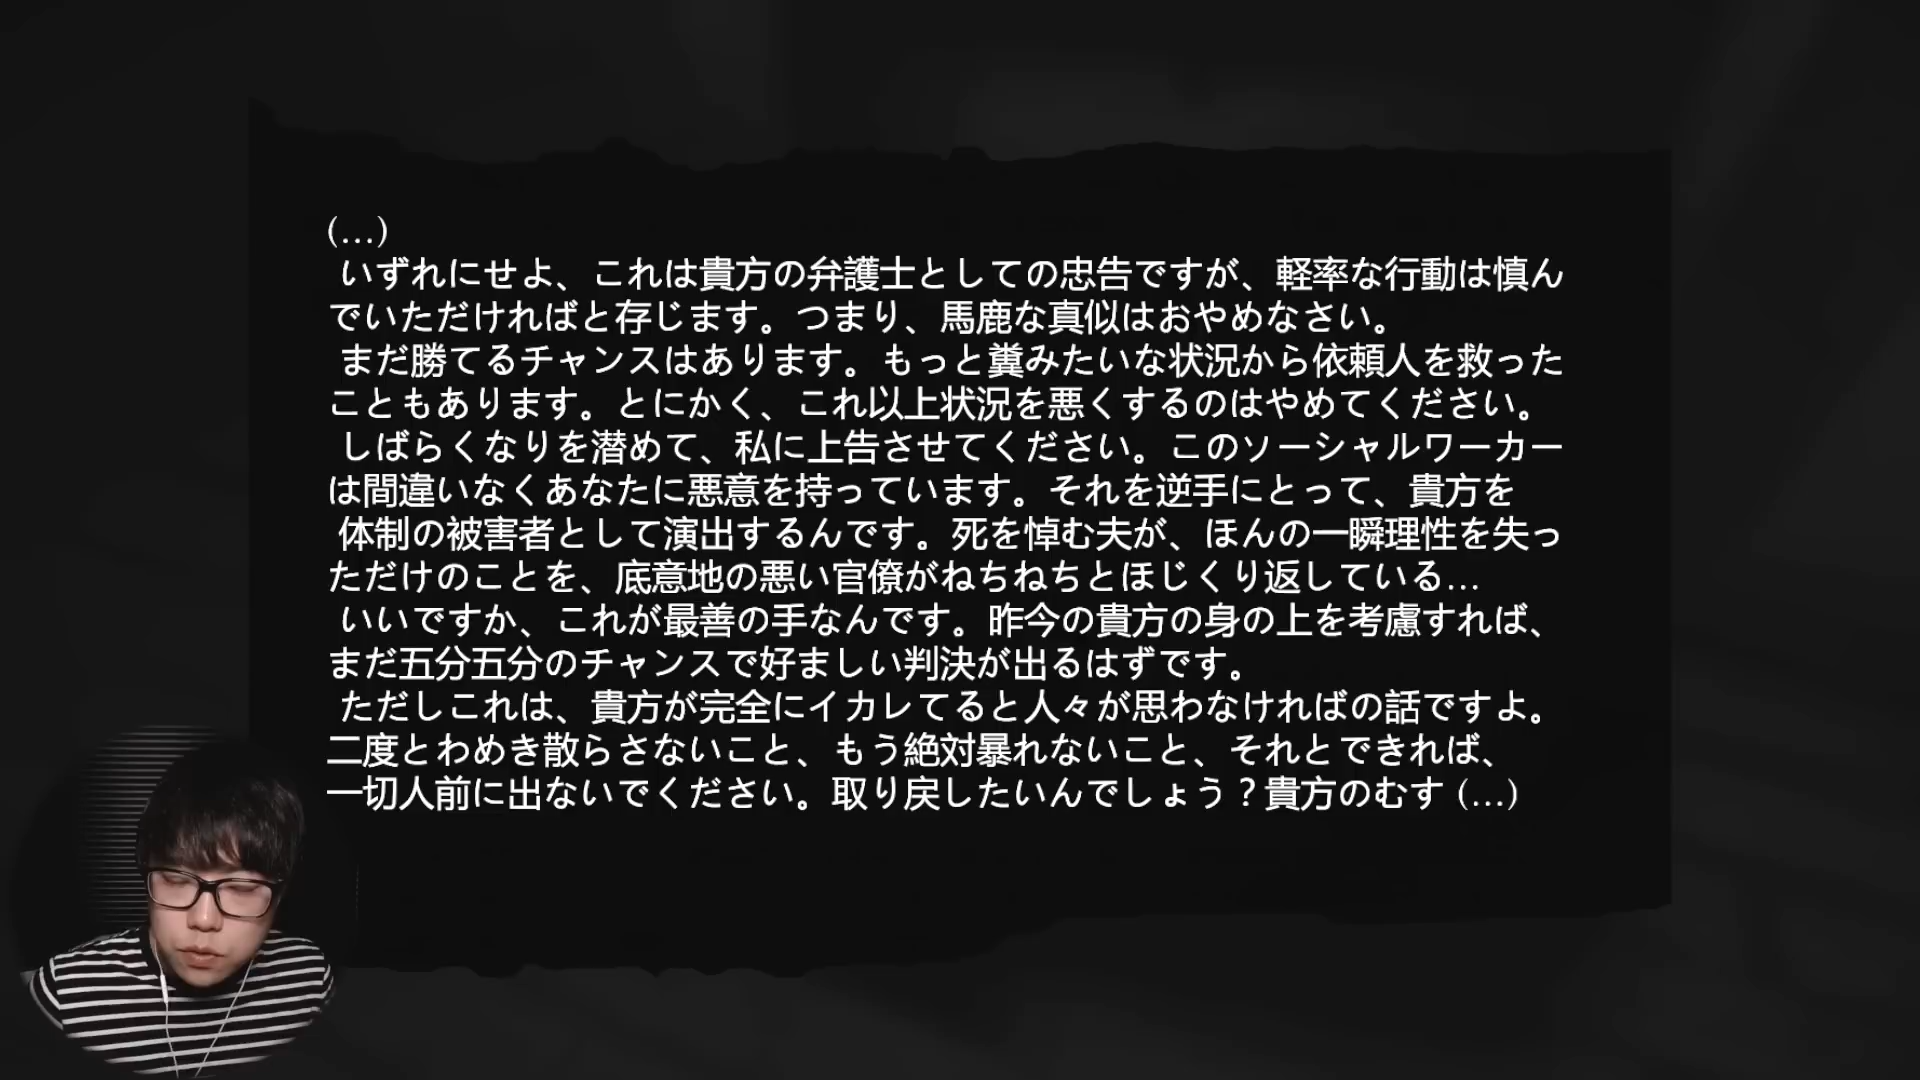 (…)
いずれにせよ、これは貴方の弁護士としての忠告ですが、軽率な行動は慎ん
でいただければと存じます。つまり、馬鹿な真似はおやめなさい。
まだ勝てるチャンスはあります。もっと糞みたいな状況から依頼人を救った
こともあります。とにかく、これ以上状況を悪くするのはやめてください。
しばらくなりを潜めて、私に上告させてください。このソーシャルワーカー
は間違いなくあなたに悪意を持っています。それを逆手にとって、貴方を
体制の被害者として演出するんです。死を悼む夫が、ほんの一瞬理性を失っ
ただけのことを、底意地の悪い官僚がねちねちとほじくり返している…
いいですか、これが最善の手なんです。昨今の貴方の身の上を考慮すれば、
まだ五分五分のチャンスで好ましい判決が出るはずです。
ただしこれは、貴方が完全にイカレてると人々が思わなければの話ですよ。
二度とわめき散らさないこと、もう絶対暴れないこと、それとできれば、
一切人前に出ないでください。取り戻したいんでしょう？貴方のむす (…)